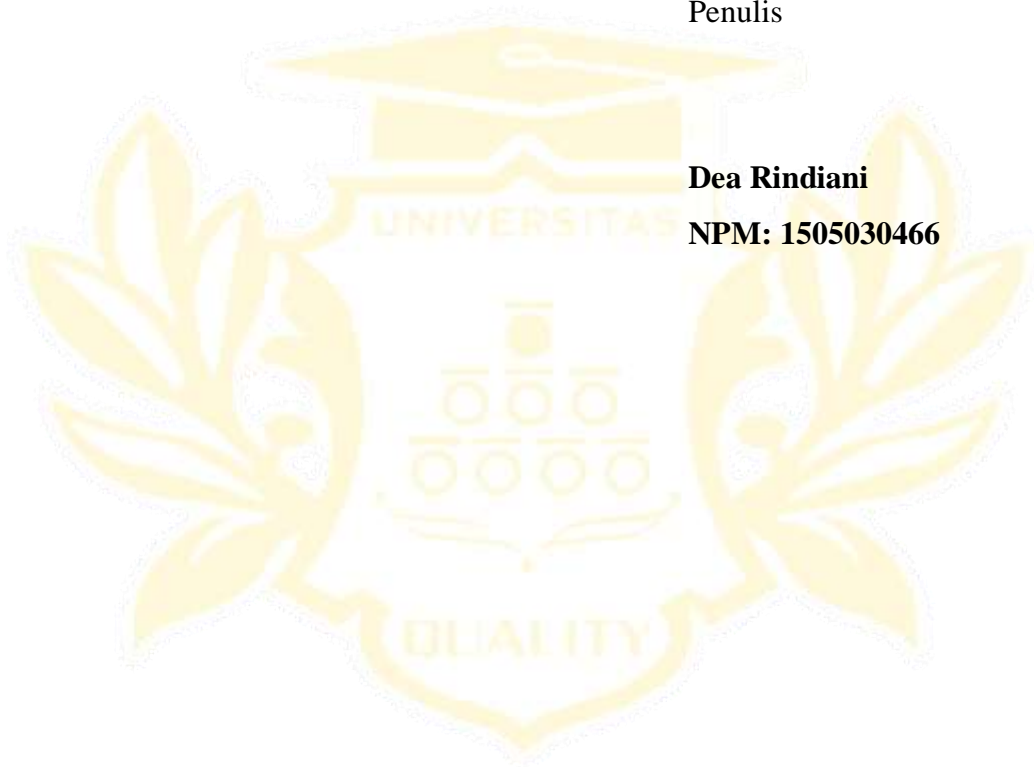 Penulis
Dea Rindiani
NPM: 1505030466
UNIVERSITAS
QUALITY